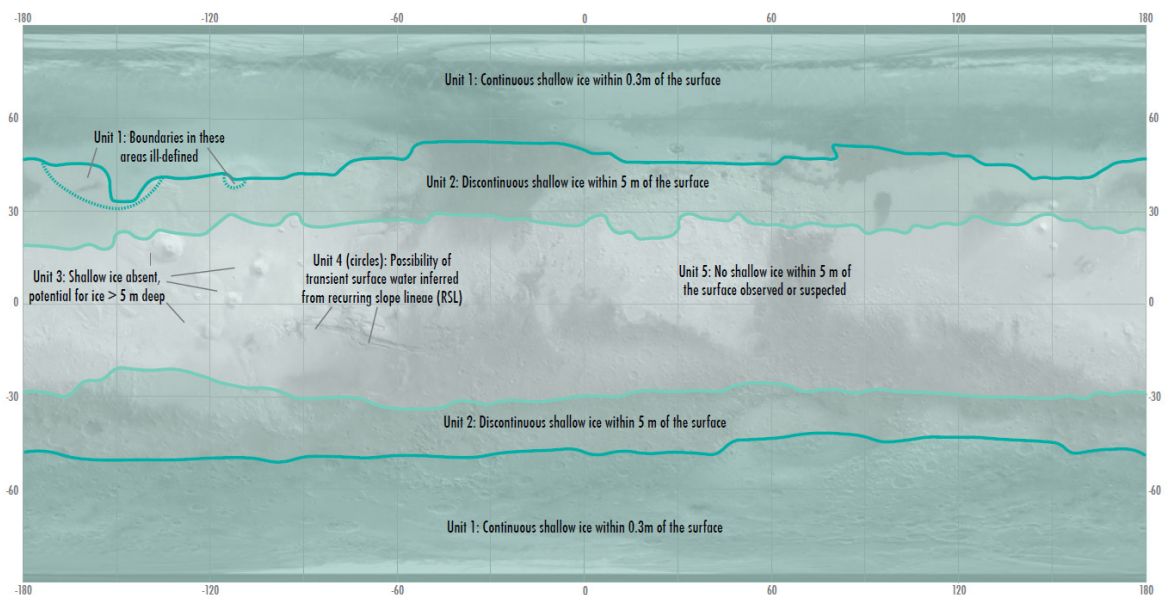 -180 -120 -60 0 60 120 180
Unit 1: Continuous shallow ice within 0.3m of the surface
60 60
Unit 1: Boundaries in these
areas ill-defined
Unit 2: Discontinuous shallow ice within 5 m of the surface
30 30
Unit 3: Shallow ice absent,
potential for ice > 5 m deep
Unit 4 (circles): Possibility of
transient surface water inferred
from recurring slope lineae (RSL)
Unit 5: No shallow ice within 5 m of
the surface observed or suspected
0 0
-30 -30
Unit 2: Discontinuous shallow ice within 5 m of the surface
-60 -60
Unit 1: Continuous shallow ice within 0.3m of the surface
-180 -120 -60 0 60 120 180